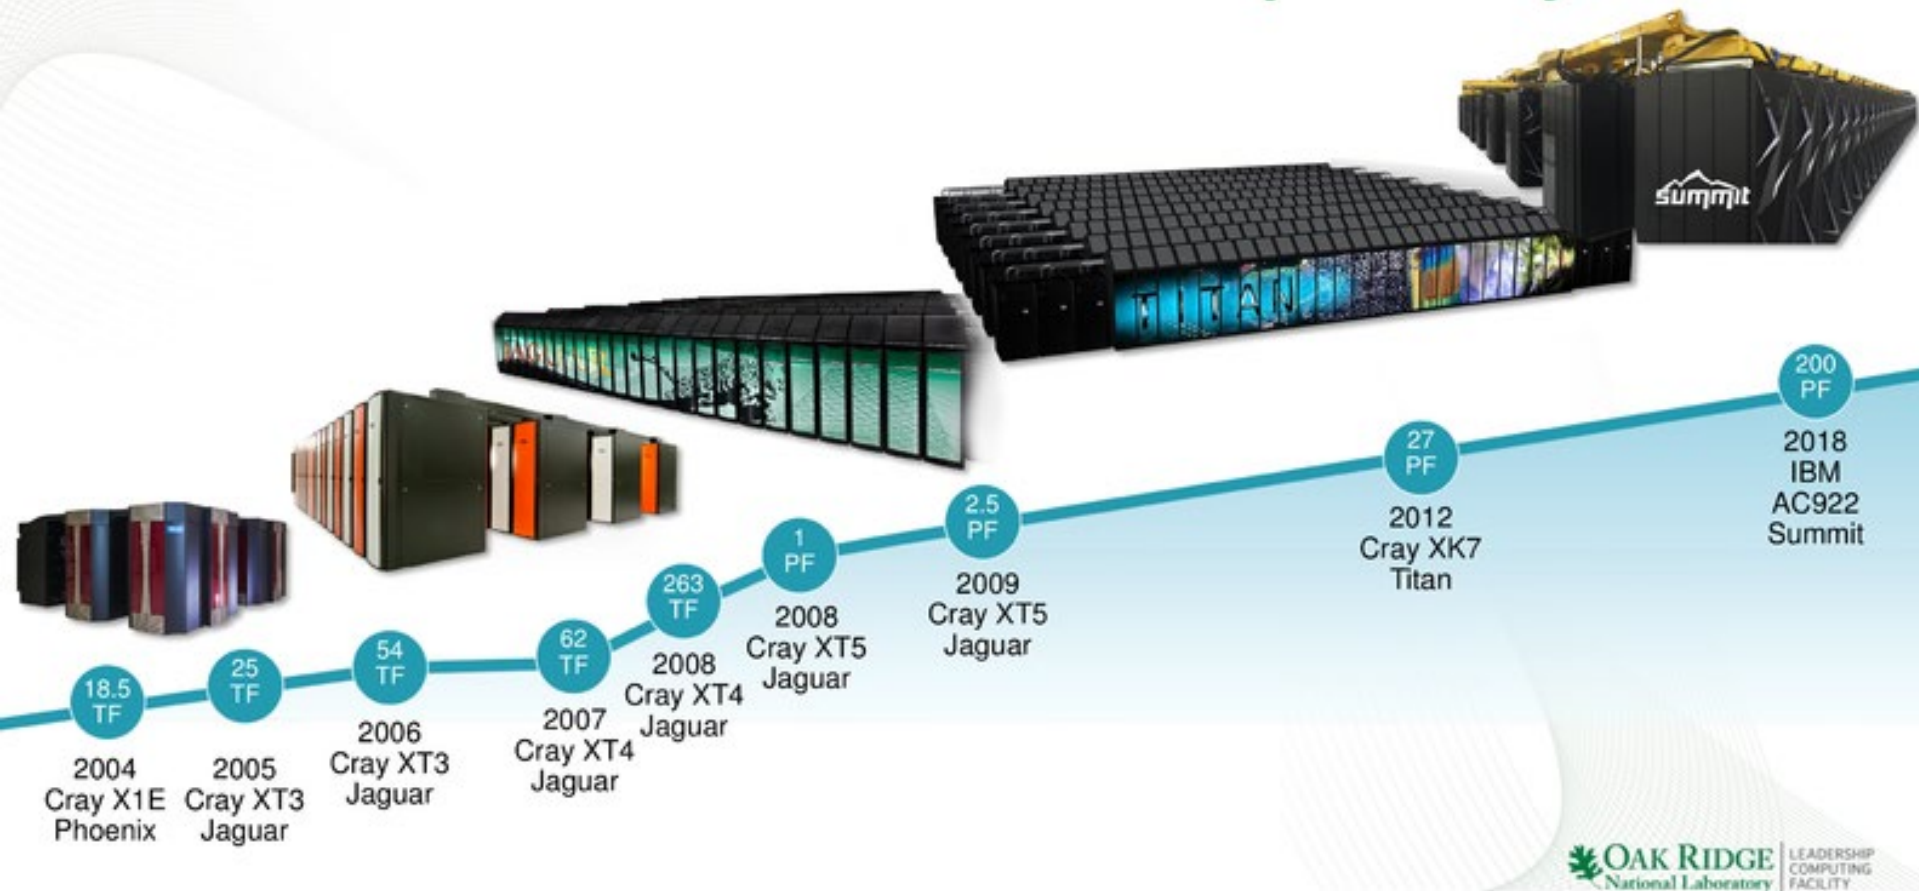 summit
TITAN
200
PF
2018
IBM
AC922
Summit
27
PF
2012
Cray XK7
Titan
2.5
PF
2009
Cray XT5
Jaguar
1
PF
2008
Cray XT5
Jaguar
263
TF
2008
Cray XT4
Jaguar
62
TF
2007
Cray XT4
Jaguar
54
TF
2006
Cray XT3
Jaguar
25
TF
2005
Cray XT3
Jaguar
18.5
TF
2004
Cray X1E
Phoenix
OAK RIDGE
National Laboratory
LEADERSHIP
COMPUTING
FACILITY